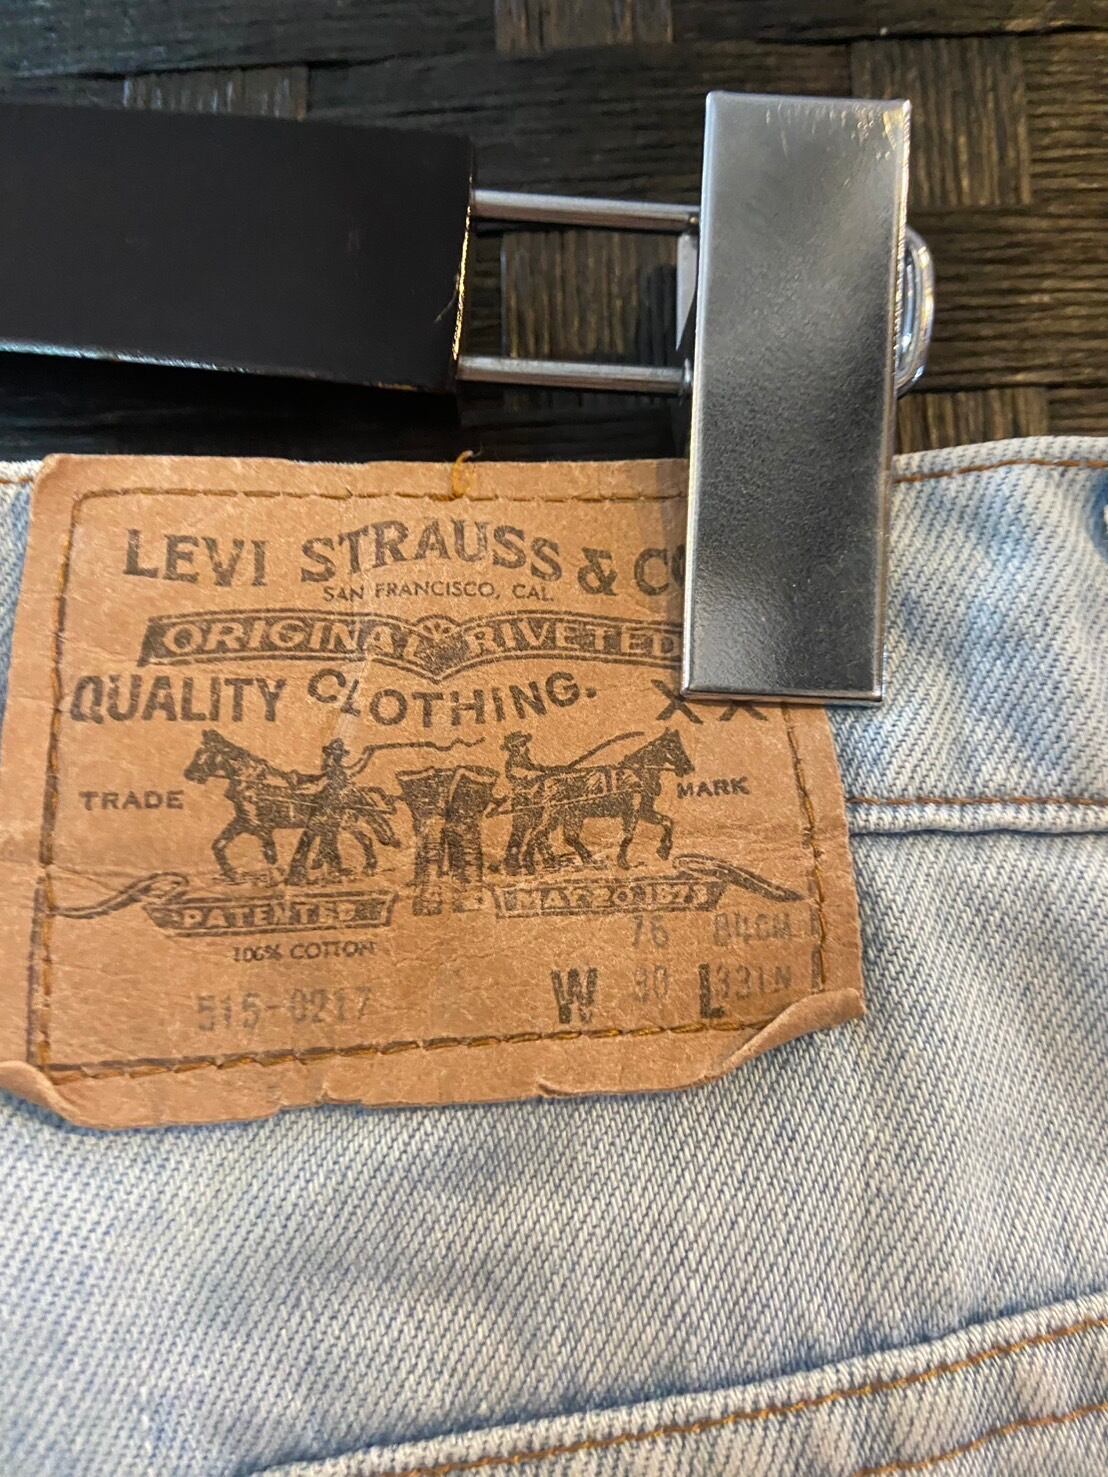 LEVI STRAUSS & CO
SAN FRANCISCO, CAL.
ORIGINAL RIVETED
QUALITY CLOTHING. XX
TRADE MARK
PATENTED MAY 20 1873
76 84CM
100% COTTON
515-0217 W 30 L 33IN